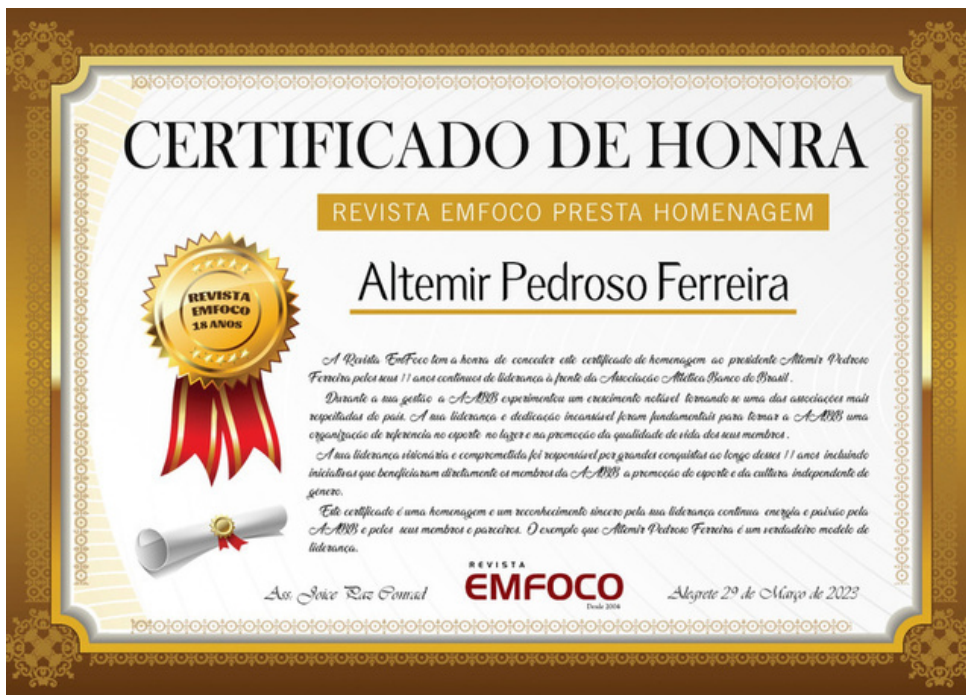 CERTIFICADO DE HONRA
REVISTA EMFOCO PRESTA HOMENAGEM
REVISTA
EMFOCO
18 ANOS
Altemir Pedroso Ferreira
A Revista EmFoco tem a honra de conceder este certificado de homenagem ao presidente Altemir Pedroso
Ferreira pelos seus 11 anos contínuos de liderança à frente da Associação Atlética Banco do Brasil .
Durante a sua gestão a AABB experimentou um crescimento notável tornando se uma das associações mais
respeitadas do país. A sua liderança e dedicação incansável foram fundamentais para tornar a AABB uma
organização de referencia no esporte no lazer e na promoção da qualidade de vida dos seus membros .
A sua liderança visionária e comprometida foi responsável por grandes conquistas ao longo desses 11 anos incluindo
iniciativas que beneficiaram diretamente os membros da AABB a promoção do esporte e da cultura independente de
gênero.
Este certificado é uma homenagem e um reconhecimento sincero pela sua liderança contínua energia e paixão pela
AABB e pelos seus membros e parceiros. O exemplo que Altemir Pedroso Ferreira é um verdadeiro modelo de
liderança.
Ass: Joice Paz Conrad
REVISTA
EMFOCO
Desde 2004
Alegrete 29 de Março de 2023